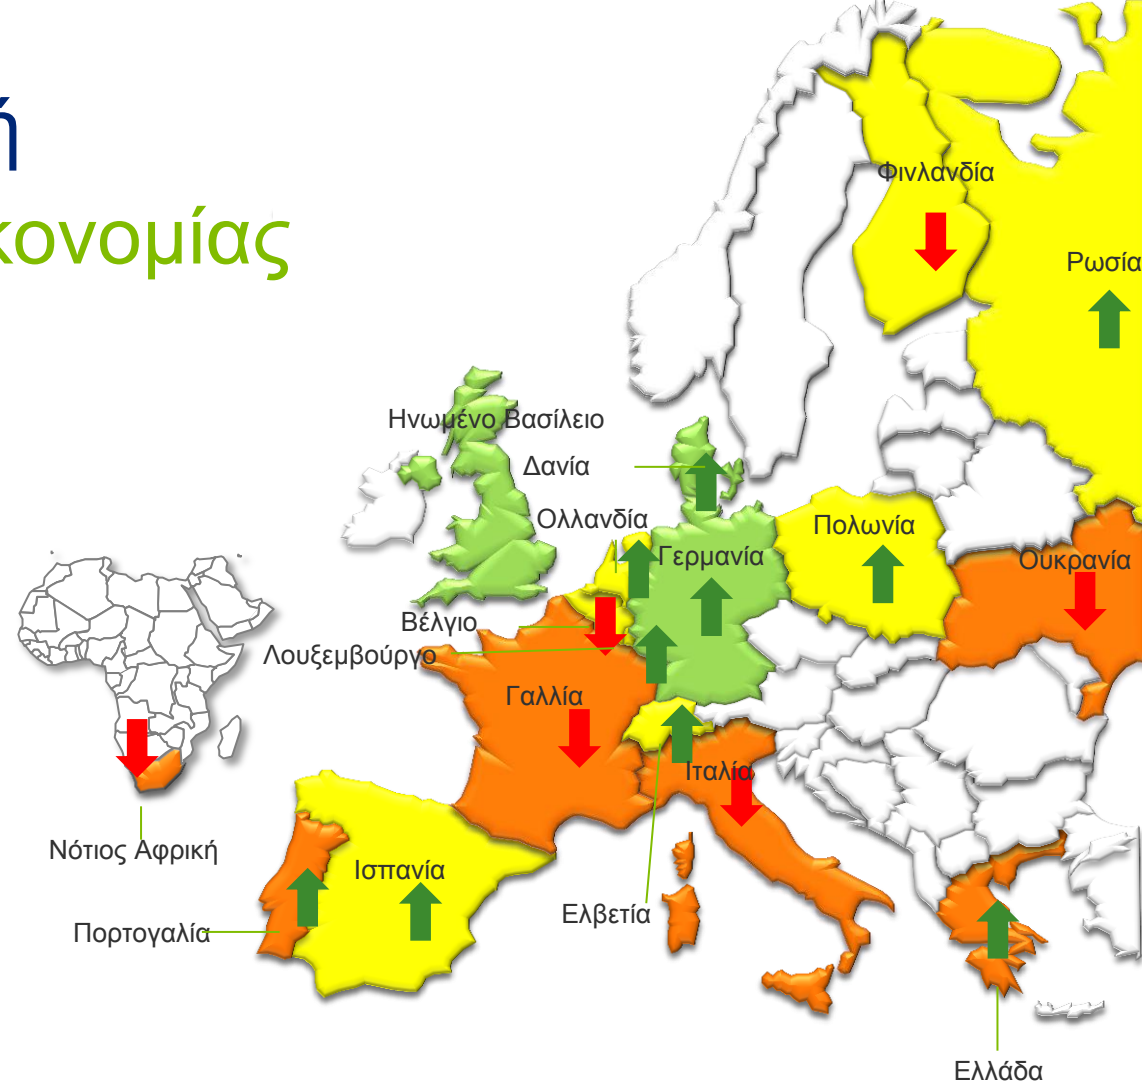 ή
κονομίας
Φινλανδία
Ρωσία
Ηνωμένο Βασίλειο
Δανία
Ολλανδία
Πολωνία
Γερμανία
Ουκρανία
Βέλγιο
Λουξεμβούργο
Γαλλία
Ιταλία
Νότιος Αφρική
Ισπανία
Ελβετία
Πορτογαλία
Ελλάδα